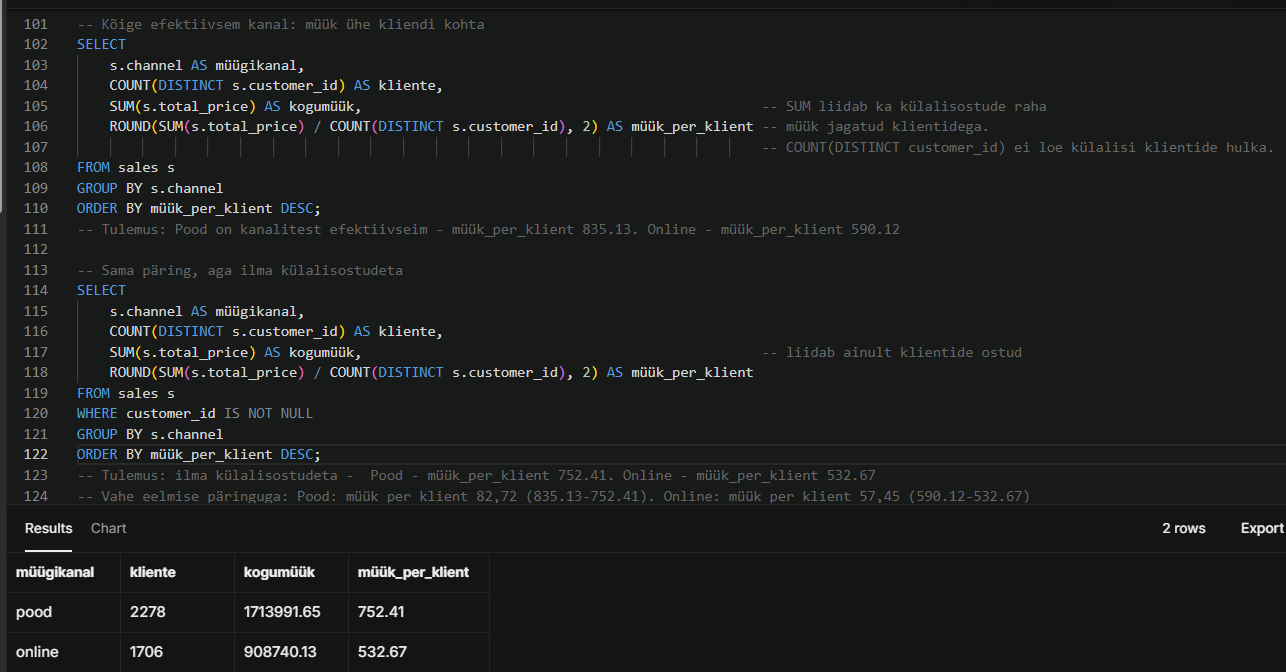 101 -- Kõige efektiivsem kanal: müük ühe kliendi kohta
102 SELECT
103 s.channel AS müügikanal,
104 COUNT(DISTINCT s.customer_id) AS kliente,
105 SUM(s.total_price) AS kogumüük, -- SUM liidab ka külalisostude raha
106 ROUND(SUM(s.total_price) / COUNT(DISTINCT s.customer_id), 2) AS müük_per_klient -- müük jagatud klientidega.
107 -- COUNT(DISTINCT customer_id) ei loe külalisi klientide hulka.
108 FROM sales s
109 GROUP BY s.channel
110 ORDER BY müük_per_klient DESC;
111 -- Tulemus: Pood on kanalitest efektiivseim - müük_per_klient 835.13. Online - müük_per_klient 590.12
112
113 -- Sama päring, aga ilma külalisostudeta
114 SELECT
115 s.channel AS müügikanal,
116 COUNT(DISTINCT s.customer_id) AS kliente,
117 SUM(s.total_price) AS kogumüük, -- liidab ainult klientide ostud
118 ROUND(SUM(s.total_price) / COUNT(DISTINCT s.customer_id), 2) AS müük_per_klient
119 FROM sales s
120 WHERE customer_id IS NOT NULL
121 GROUP BY s.channel
122 ORDER BY müük_per_klient DESC;
123 -- Tulemus: ilma külalisostudeta - Pood - müük_per_klient 752.41. Online - müük_per_klient 532.67
124 -- Vahe eelmise päringuga: Pood: müük per klient 82,72 (835.13-752.41). Online: müük per klient 57,45 (590.12-532.67)
Results Chart 2 rows Export
müügikanal kliente kogumüük müük_per_klient
pood 2278 1713991.65 752.41
online 1706 908740.13 532.67